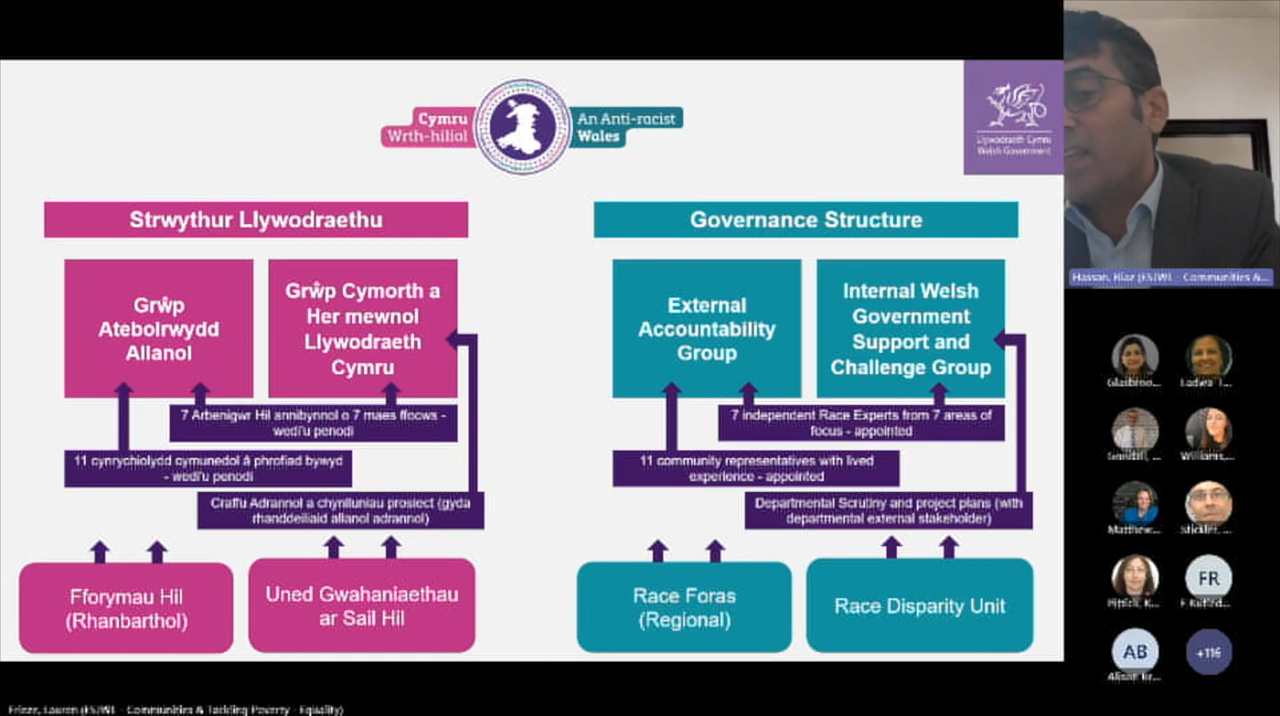 Cymru
Wrth-hiliol
An Anti-racist
Wales
Llywodraeth Cymru
Welsh Government
Strwythur Llywodraethu
Grŵp
Atebolrwydd
Allanol
Grŵp Cymorth a
Her mewnol
Llywodraeth
Cymru
7 Arbenigwr Hil annibynnol o 7 maes ffocws -
wedi'u penodi
11 cynrychiolydd cymunedol â phrofiad bywyd
- wedi'u penodi
Craffu Adrannol a chynlluniau prosiect (gyda
rhanddeiliaid allanol adrannol)
Fforymau Hil
(Rhanbarthol)
Uned Gwahaniaethau
ar Sail Hil
Governance Structure
External
Accountability
Group
Internal Welsh
Government
Support and
Challenge Group
7 independent Race Experts from 7 areas of
focus - appointed
11 community representatives with lived
experience - appointed
Departmental Scrutiny and project plans (with
departmental external stakeholder)
Race Foras
(Regional)
Race Disparity Unit
Hassan, Riaz (ESJWL - Communities &...
Williams,...
Matthew...
Stickler, ...
FR
AB
+116
Frieze, Lauren (ESJWL - Communities & Tackling Poverty - Equality)